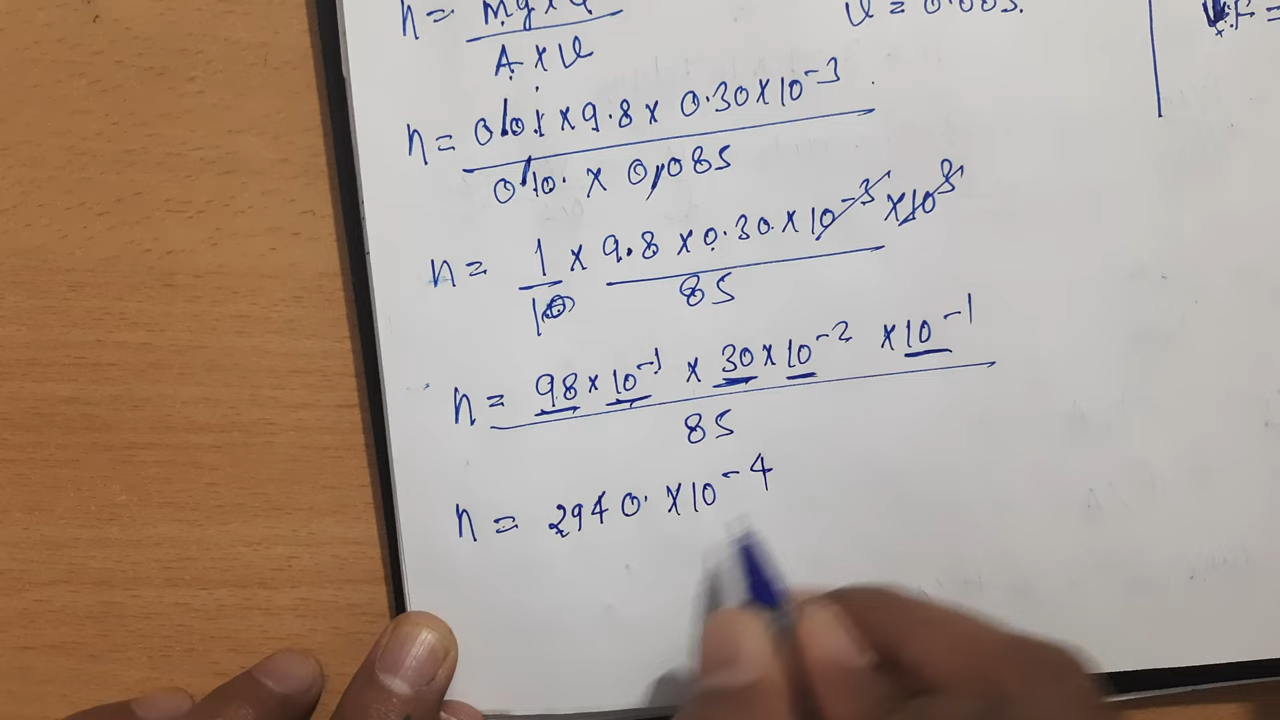 n = Mg x
A x v
v = 0.085.
F =
n = 0.01 x 9.8 x 0.30 x 10⁻³
0.10 x 0.085
n = 1 x 9.8 x 0.30 x 10⁻³ x 10³
10 85
n = 98 x 10⁻¹ x 30 x 10⁻² x 10⁻¹
85
n = 2940 x 10⁻⁴